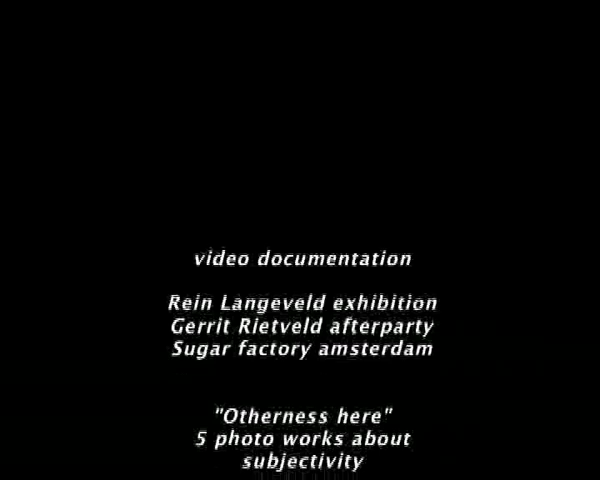 video documentation
Rein Langeveld exhibition
Gerrit Rietveld afterparty
Sugar factory amsterdam
"Otherness here"
5 photo works about
subjectivity